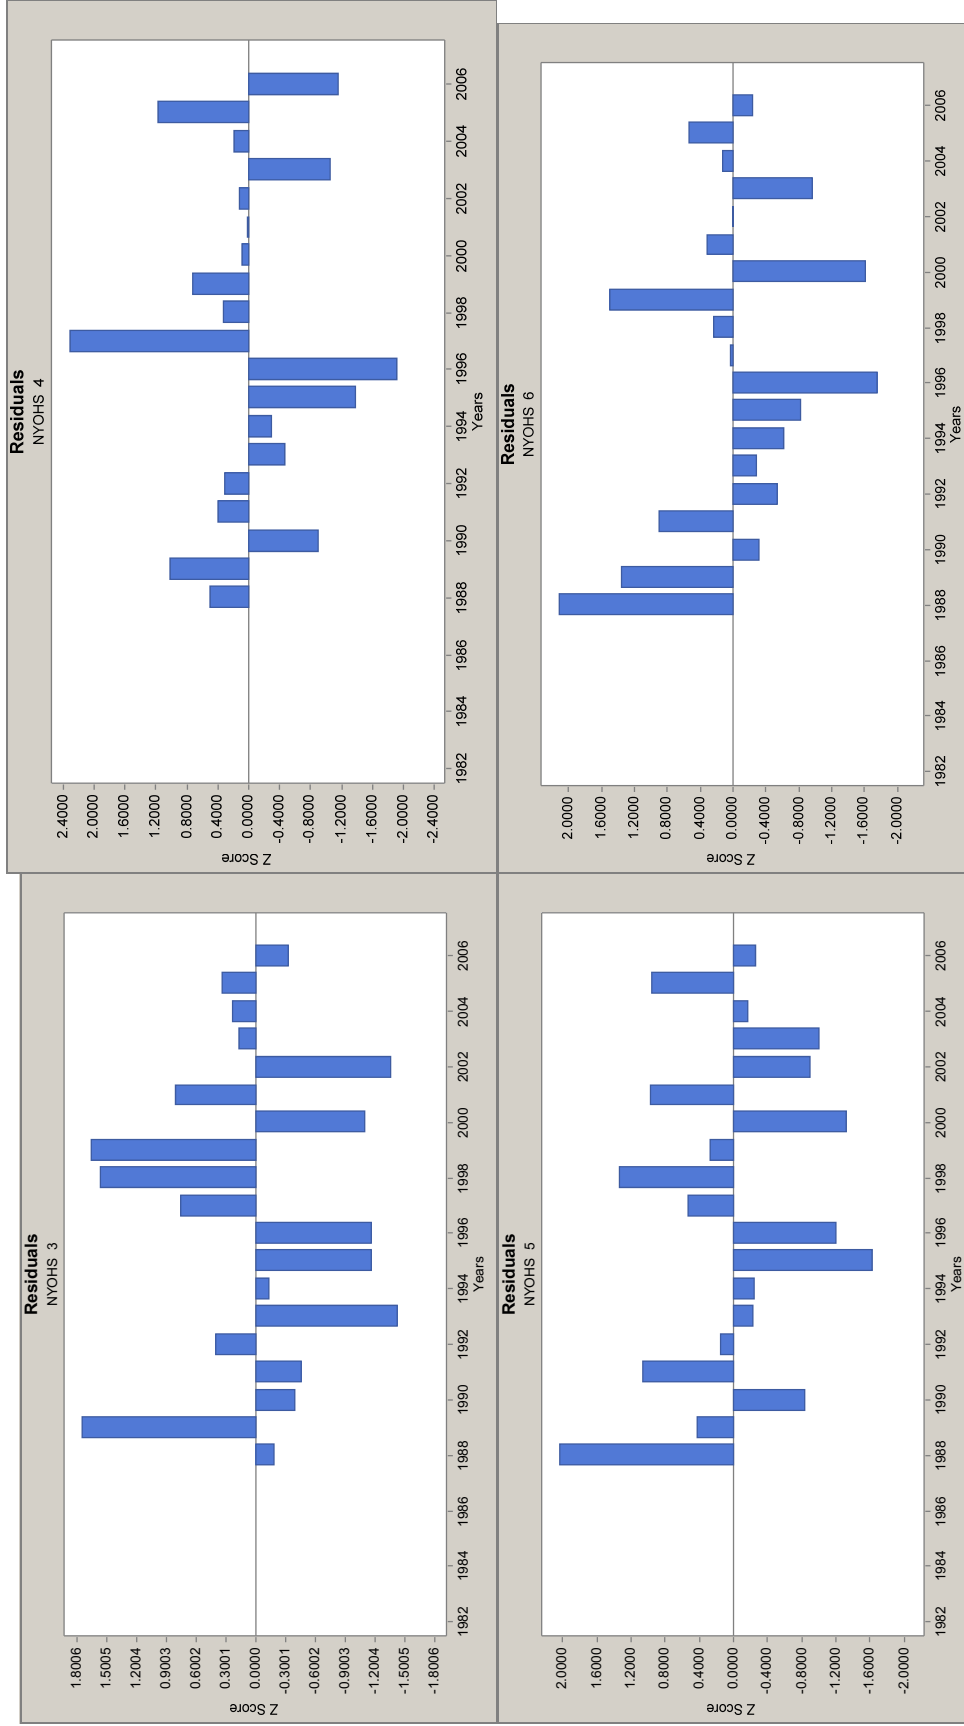 Residuals
NYOHS 3
1.8006
1.5005
1.2004
0.9003
0.6002
0.3001
0.0000
-0.3001
-0.6002
-0.9003
-1.2004
-1.5005
-1.8006
Z Score
1982 1984 1986 1988 1990 1992 1994 1996 1998 2000 2002 2004 2006
Years
Residuals
NYOHS 4
2.4000
2.0000
1.6000
1.2000
0.8000
0.4000
0.0000
-0.4000
-0.8000
-1.2000
-1.6000
-2.0000
-2.4000
Z Score
1982 1984 1986 1988 1990 1992 1994 1996 1998 2000 2002 2004 2006
Years
Residuals
NYOHS 5
2.0000
1.6000
1.2000
0.8000
0.4000
0.0000
-0.4000
-0.8000
-1.2000
-1.6000
-2.0000
Z Score
1982 1984 1986 1988 1990 1992 1994 1996 1998 2000 2002 2004 2006
Years
Residuals
NYOHS 6
2.0000
1.6000
1.2000
0.8000
0.4000
0.0000
-0.4000
-0.8000
-1.2000
-1.6000
-2.0000
Z Score
1982 1984 1986 1988 1990 1992 1994 1996 1998 2000 2002 2004 2006
Years